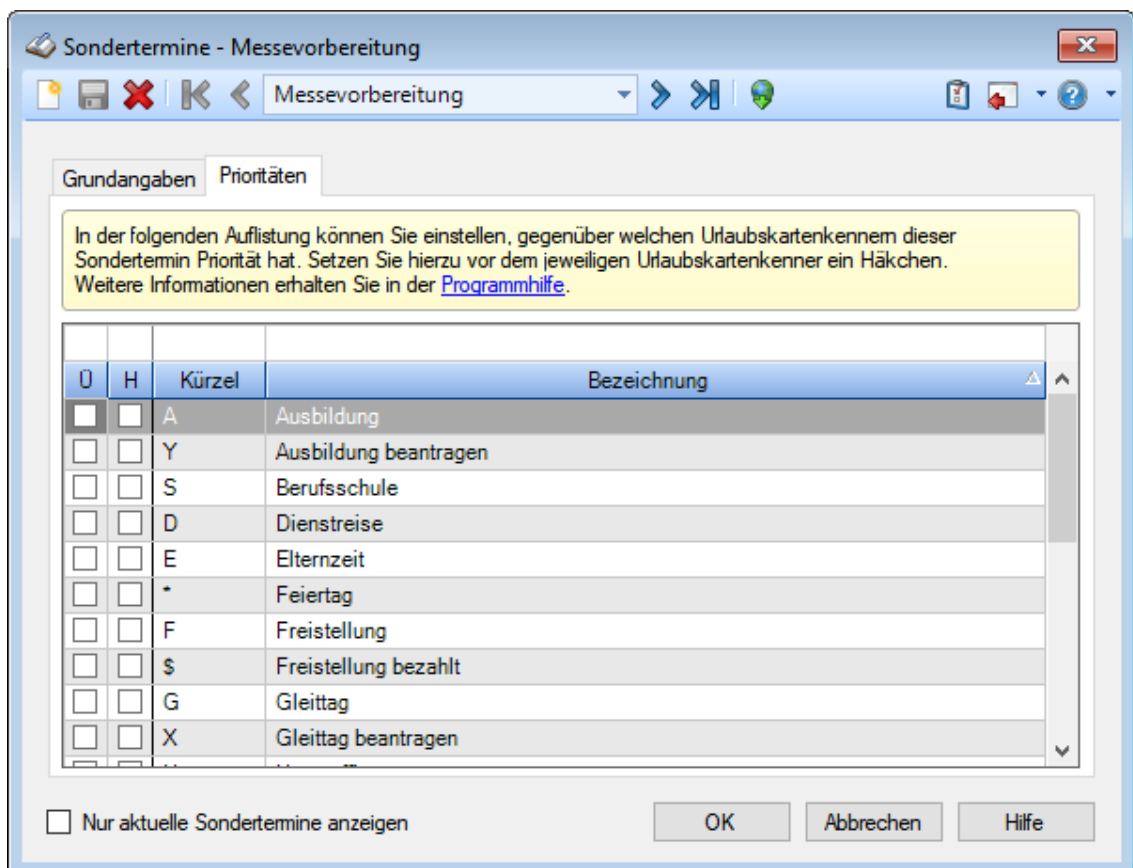 Sondertermine - Messevorbereitung
Messevorbereitung
Grundangaben Prioritäten
In der folgenden Auflistung können Sie einstellen, gegenüber welchen Urlaubskartenkennern dieser
Sondertermin Priorität hat. Setzen Sie hierzu vor dem jeweiligen Urlaubskartenkenner ein Häkchen.
Weitere Informationen erhalten Sie in der Programmhilfe.
Ü H Kürzel Bezeichnung
A Ausbildung
Y Ausbildung beantragen
S Berufsschule
D Dienstreise
E Elternzeit
* Feiertag
F Freistellung
$ Freistellung bezahlt
G Gleittag
X Gleittag beantragen
Nur aktuelle Sondertermine anzeigen OK Abbrechen Hilfe